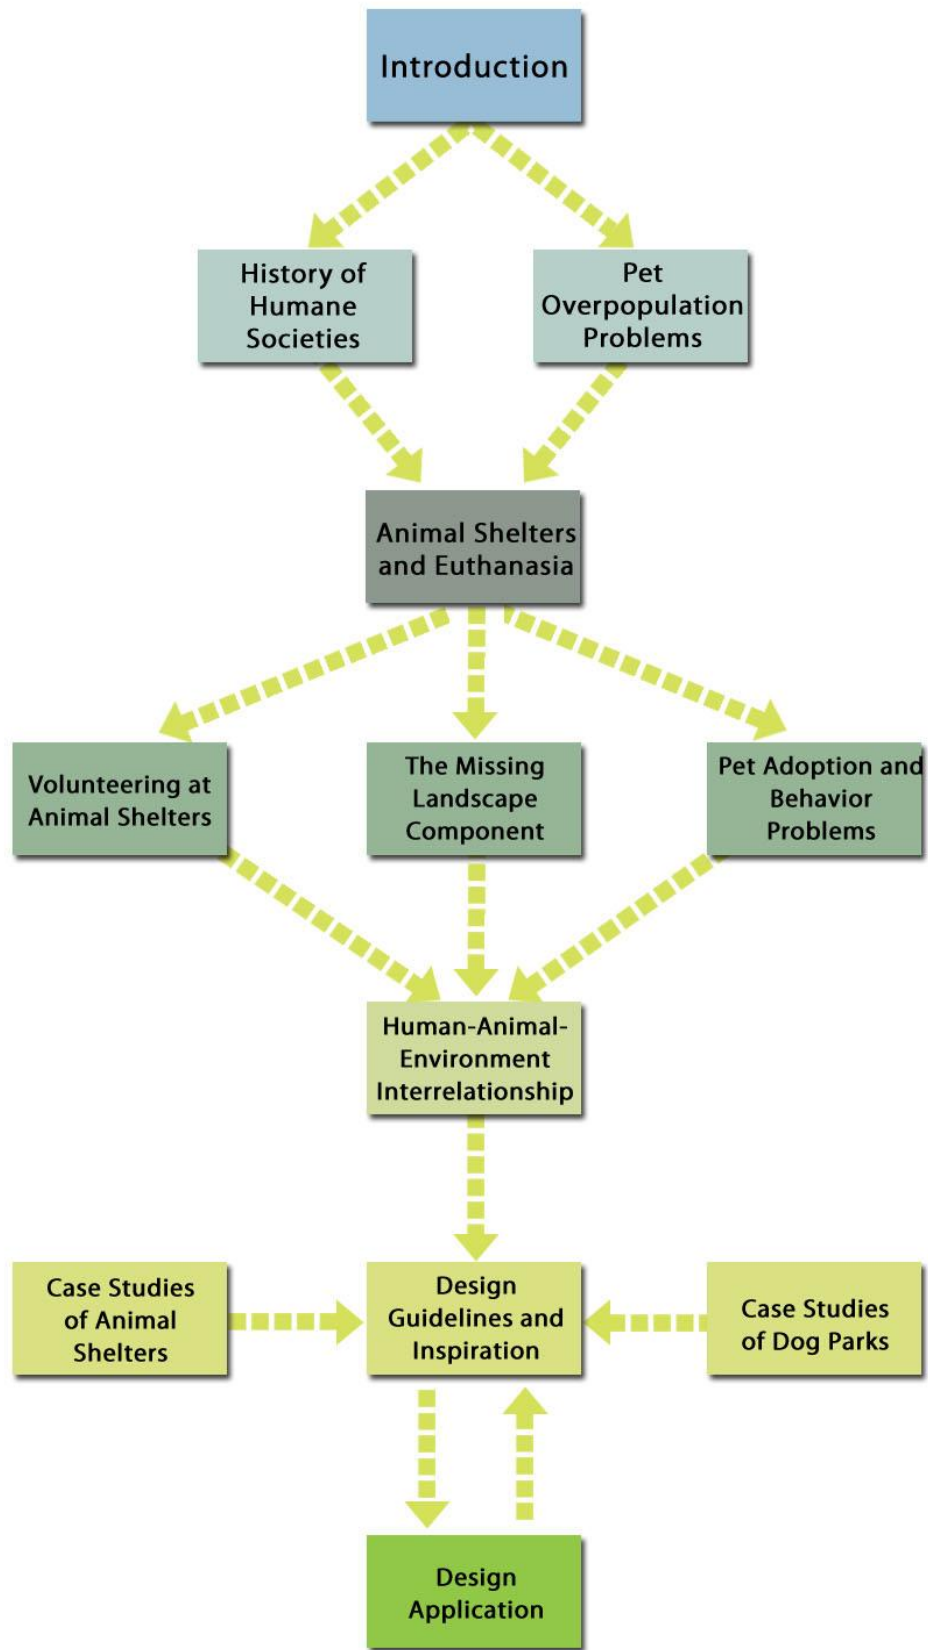 Introduction
History of
Humane
Societies
Pet
Overpopulation
Problems
Animal Shelters
and Euthanasia
Volunteering at
Animal Shelters
The Missing
Landscape
Component
Pet Adoption and
Behavior
Problems
Human-Animal-
Environment
Interrelationship
Case Studies
of Animal
Shelters
Design
Guidelines and
Inspiration
Case Studies
of Dog Parks
Design
Application